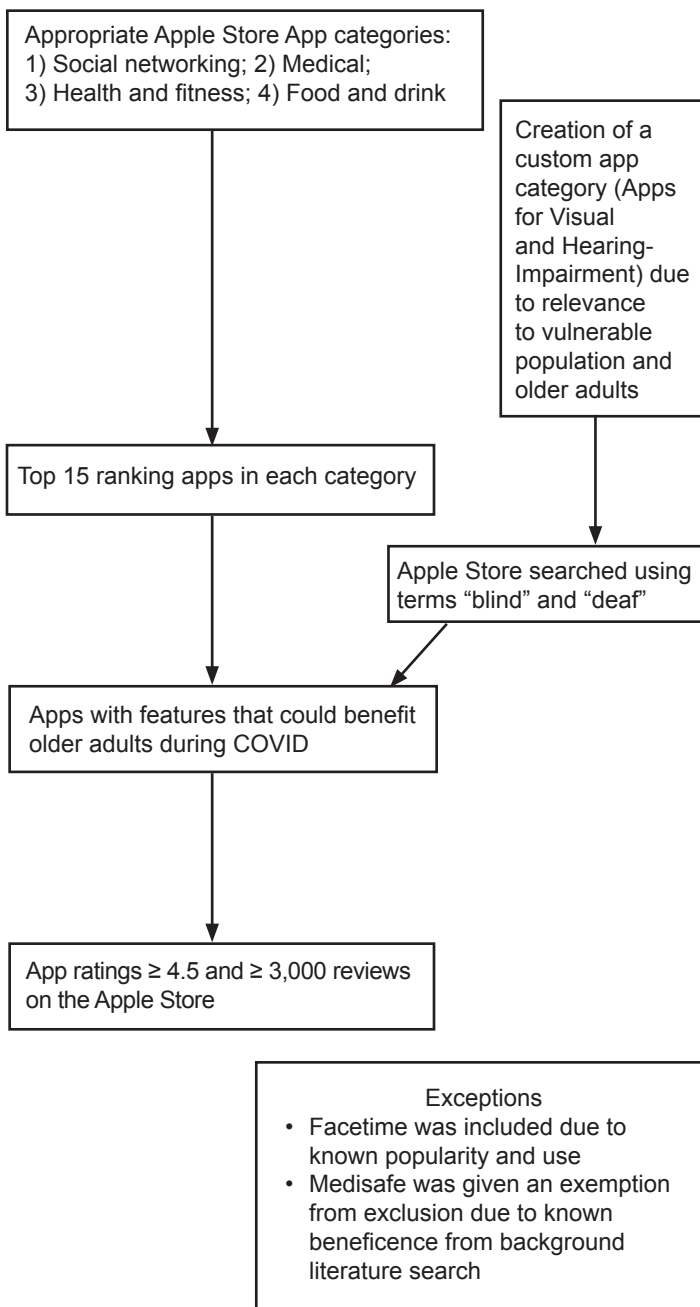 Appropriate Apple Store App categories:
1) Social networking; 2) Medical;
3) Health and fitness; 4) Food and drink
Creation of a
custom app
category (Apps
for Visual
and Hearing-
Impairment) due
to relevance
to vulnerable
population and
older adults
Top 15 ranking apps in each category
Apple Store searched using
terms “blind” and “deaf”
Apps with features that could benefit
older adults during COVID
App ratings ≥ 4.5 and ≥ 3,000 reviews
on the Apple Store
Exceptions
• Facetime was included due to
known popularity and use
• Medisafe was given an exemption
from exclusion due to known
beneficence from background
literature search